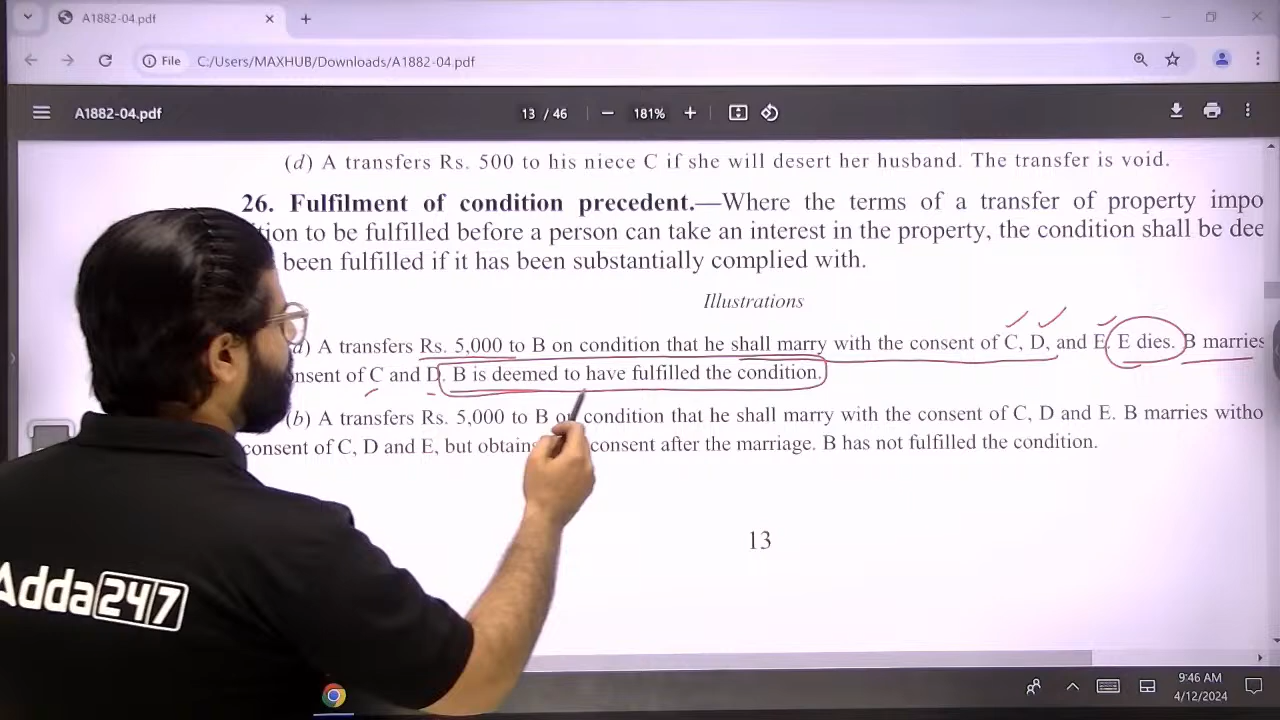 A1882-04.pdf
File
C:/Users/MAXHUB/Downloads/A1882-04.pdf
A1882-04.pdf
13 / 46
181%
(d) A transfers Rs. 500 to his niece C if she will desert her husband. The transfer is void.
26. Fulfilment of condition precedent.—Where the terms of a transfer of property impo
tion to be fulfilled before a person can take an interest in the property, the condition shall be dee
been fulfilled if it has been substantially complied with.
Illustrations
) A transfers Rs. 5,000 to B on condition that he shall marry with the consent of C, D, and E. E dies. B marries
nsent of C and D. B is deemed to have fulfilled the condition.
(b) A transfers Rs. 5,000 to B on condition that he shall marry with the consent of C, D and E. B marries witho
consent of C, D and E, but obtain consent after the marriage. B has not fulfilled the condition.
13
Adda247
9:46 AM
4/12/2024